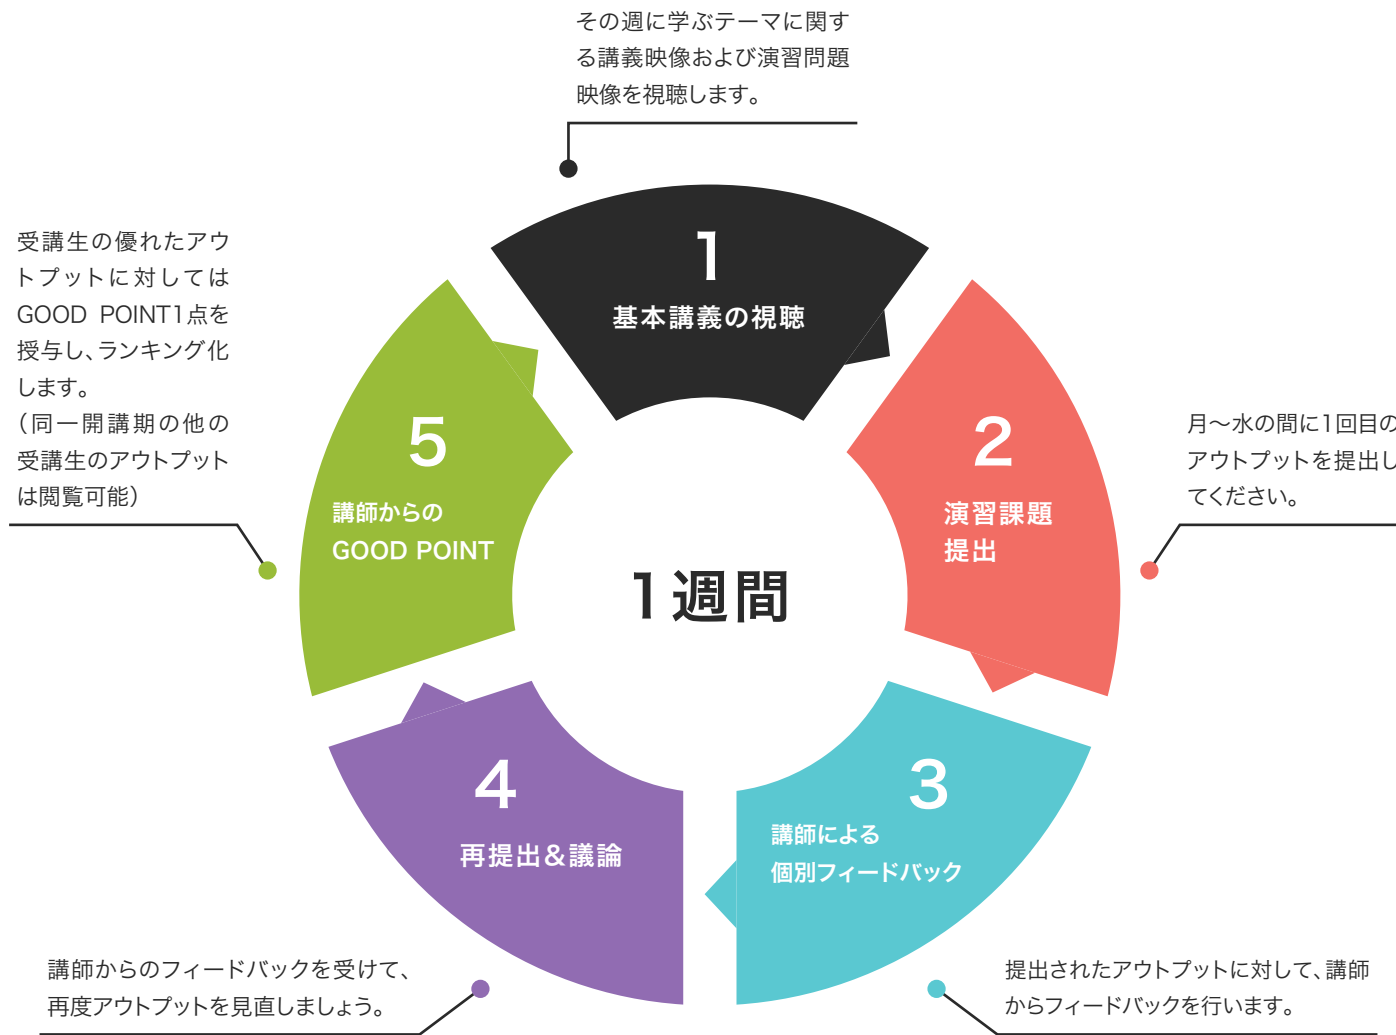 その週に学ぶテーマに関す
る講義映像および演習問題
映像を視聴します。
1
基本講義の視聴
受講生の優れたアウ
トプットに対しては
GOOD POINT1点を
授与し、ランキング化
します。
（同一開講期の他の
受講生のアウトプット
は閲覧可能）
5
講師からの
GOOD POINT
2
演習課題
提出
月～水の間に1回目の
アウトプットを提出し
てください。
1週間
4
再提出&議論
3
講師による
個別フィードバック
講師からのフィードバックを受けて、
再度アウトプットを見直しましょう。
提出されたアウトプットに対して、講師
からフィードバックを行います。